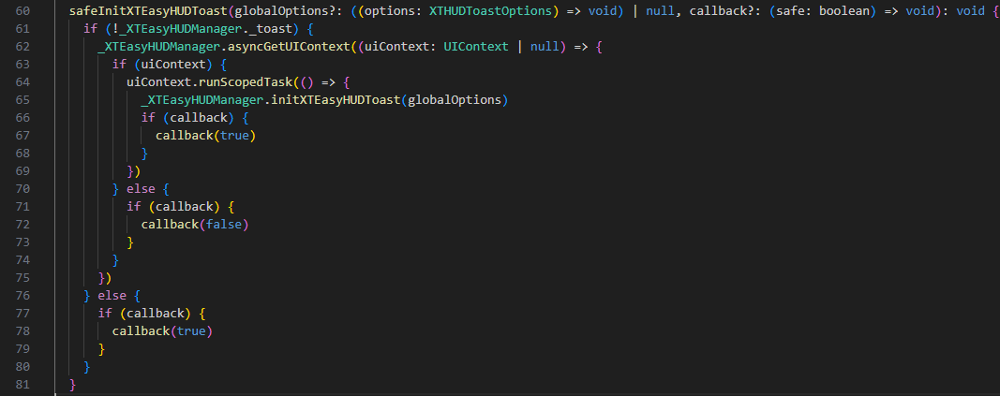 60 safeInitXTEasyHUDToast(globalOptions?: ((options: XTHUDToastOptions) => void) | null, callback?: (safe: boolean) => void): void {
61   if (!_XTEasyHUDManager._toast) {
62     _XTEasyHUDManager.asyncGetUIContext((uiContext: UIContext | null) => {
63       if (uiContext) {
64         uiContext.runScopedTask(() => {
65           _XTEasyHUDManager.initXTEasyHUDToast(globalOptions)
66           if (callback) {
67             callback(true)
68           }
69         })
70       } else {
71         if (callback) {
72           callback(false)
73         }
74       }
75     })
76   } else {
77     if (callback) {
78       callback(true)
79     }
80   }
81 }